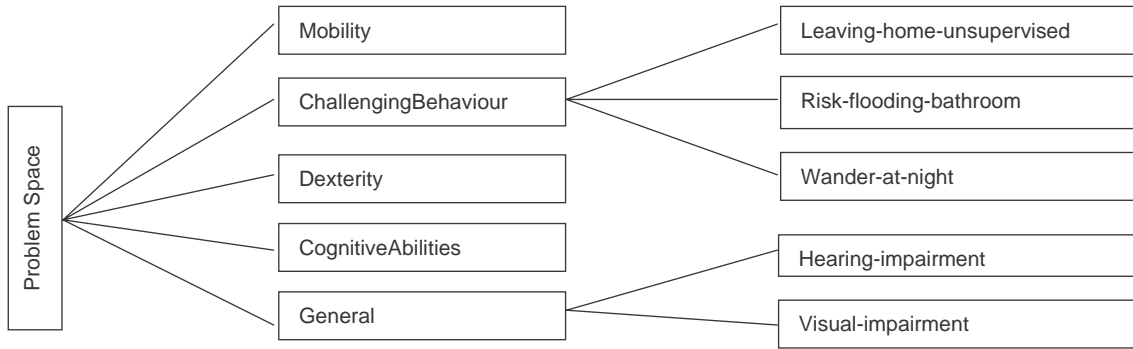 Problem Space
Mobility
ChallengingBehaviour
Dexterity
CognitiveAbilities
General
Leaving-home-unsupervised
Risk-flooding-bathroom
Wander-at-night
Hearing-impairment
Visual-impairment